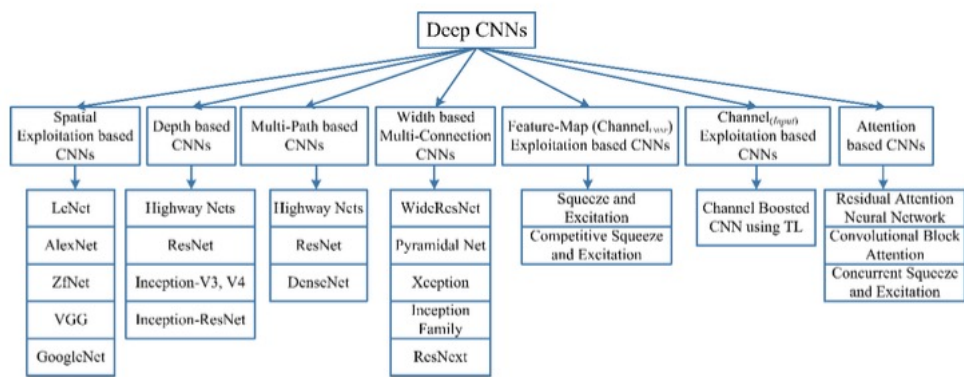 Deep CNNs
Spatial
Exploitation based
CNNs
Depth based
CNNs
Multi-Path based
CNNs
Width based
Multi-Connection
CNNs
Feature-Map (Channel
Exploitation based CNNs
Channel(Input)
Exploitation based
CNNs
Attention
based CNNs
LeNet
AlexNet
ZfNet
VGG
GoogleNet
Highway Nets
ResNet
Inception-V3, V4
Inception-ResNet
Highway Nets
ResNet
DenseNet
WideResNet
Pyramidal Net
Xception
Inception
Family
ResNext
Squeeze and
Excitation
Competitive Squeeze
and Excitation
Channel Boosted
CNN using TL
Residual Attention
Neural Network
Convolutional Block
Attention
Concurrent Squeeze
and Excitation